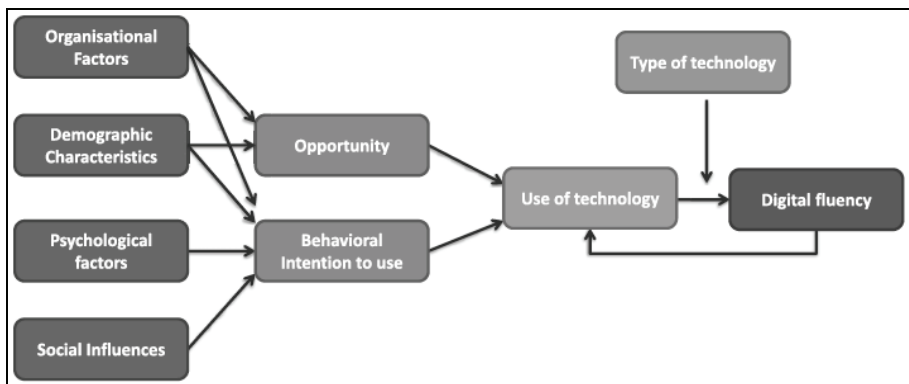 Organisational
Factors
Demographic
Characteristics
Psychological
factors
Social Influences
Opportunity
Behavioral
Intention to use
Type of technology
Use of technology
Digital fluency